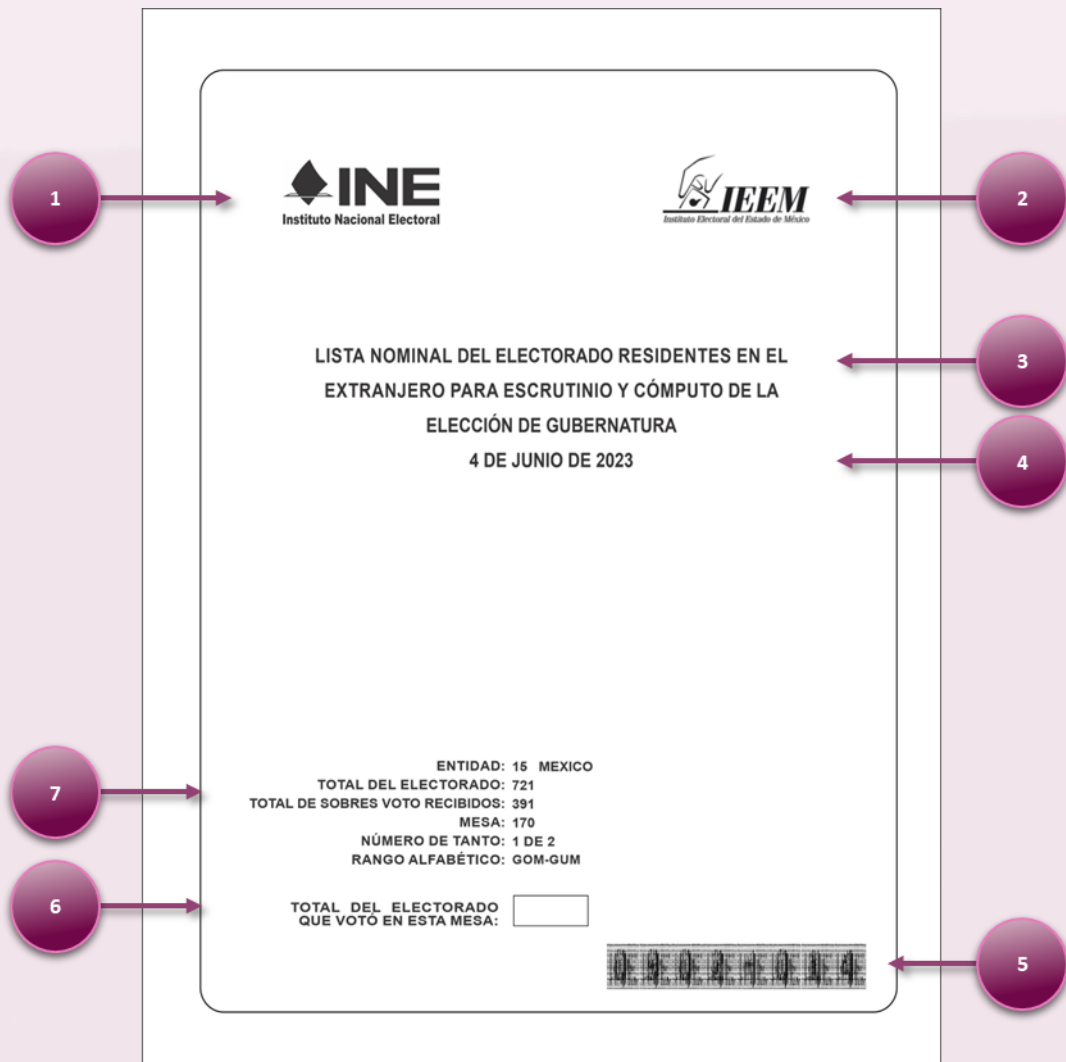 1
INE
Instituto Nacional Electoral
IEEM
Instituto Electoral del Estado de México
2
LISTA NOMINAL DEL ELECTORADO RESIDENTES EN EL
3
EXTRANJERO PARA ESCRUTINIO Y CÓMPUTO DE LA
ELECCIÓN DE GUBERNATURA
4 DE JUNIO DE 2023
4
ENTIDAD: 15 MEXICO
TOTAL DEL ELECTORADO: 721
7
TOTAL DE SOBRES VOTO RECIBIDOS: 391
MESA: 170
NÚMERO DE TANTO: 1 DE 2
RANGO ALFABÉTICO: GOM-GUM
6
TOTAL DEL ELECTORADO
QUE VOTÓ EN ESTA MESA:
5